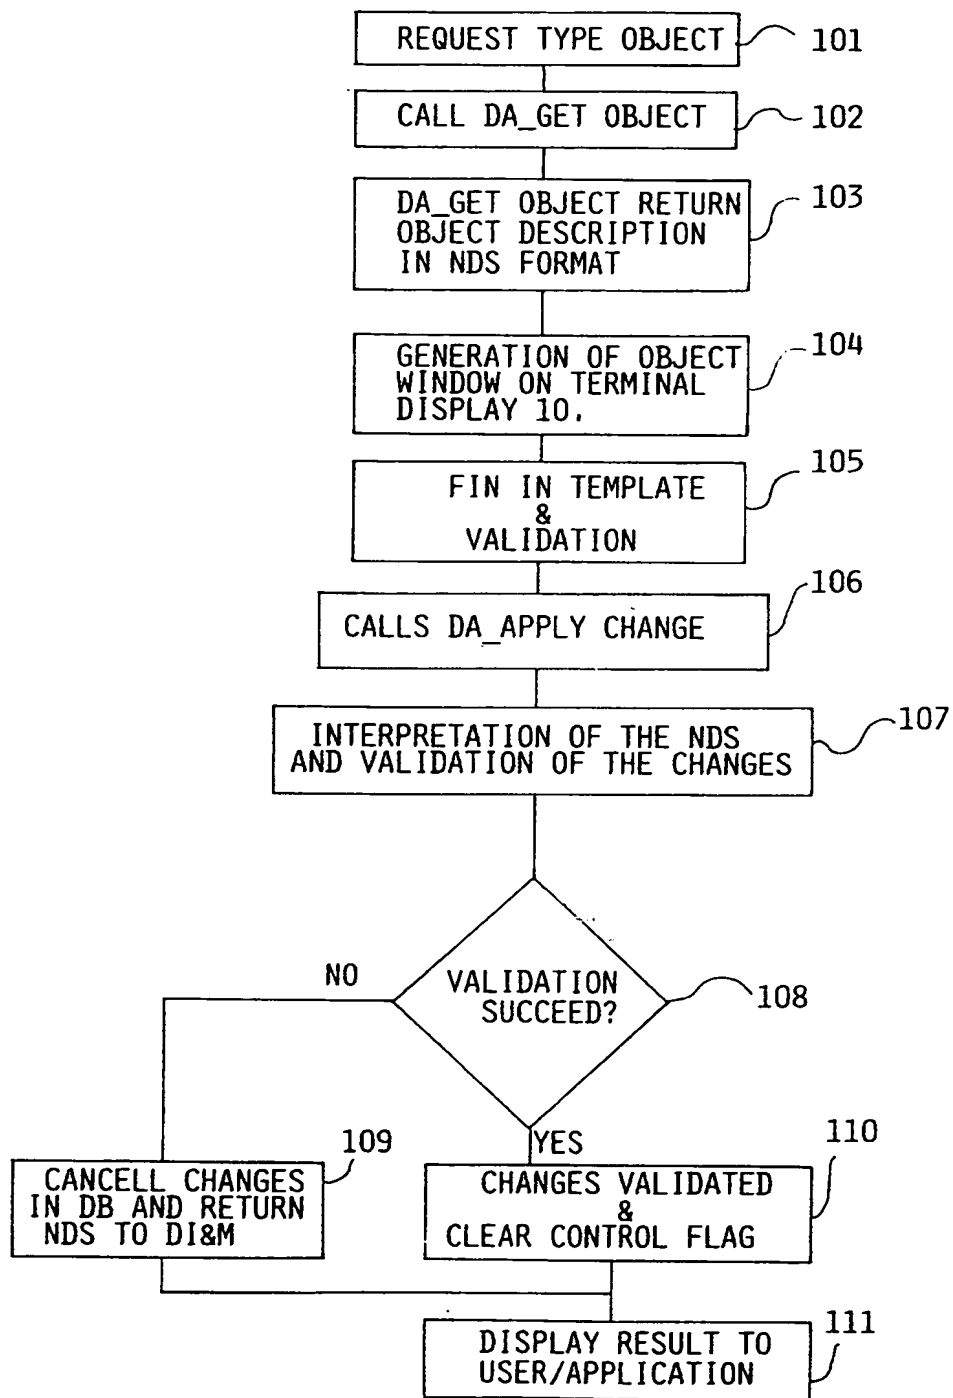 REQUEST TYPE OBJECT
101
CALL DA_GET OBJECT
102
DA_GET OBJECT RETURN
OBJECT DESCRIPTION
IN NDS FORMAT
103
GENERATION OF OBJECT
WINDOW ON TERMINAL
DISPLAY 10.
104
FIN IN TEMPLATE
&
VALIDATION
105
CALLS DA_APPLY CHANGE
106
INTERPRETATION OF THE NDS
AND VALIDATION OF THE CHANGES
107
VALIDATION
SUCCEED?
108
NO
YES
CANCELL CHANGES
IN DB AND RETURN
NDS TO DI&M
109
CHANGES VALIDATED
&
CLEAR CONTROL FLAG
110
DISPLAY RESULT TO
USER/APPLICATION
111